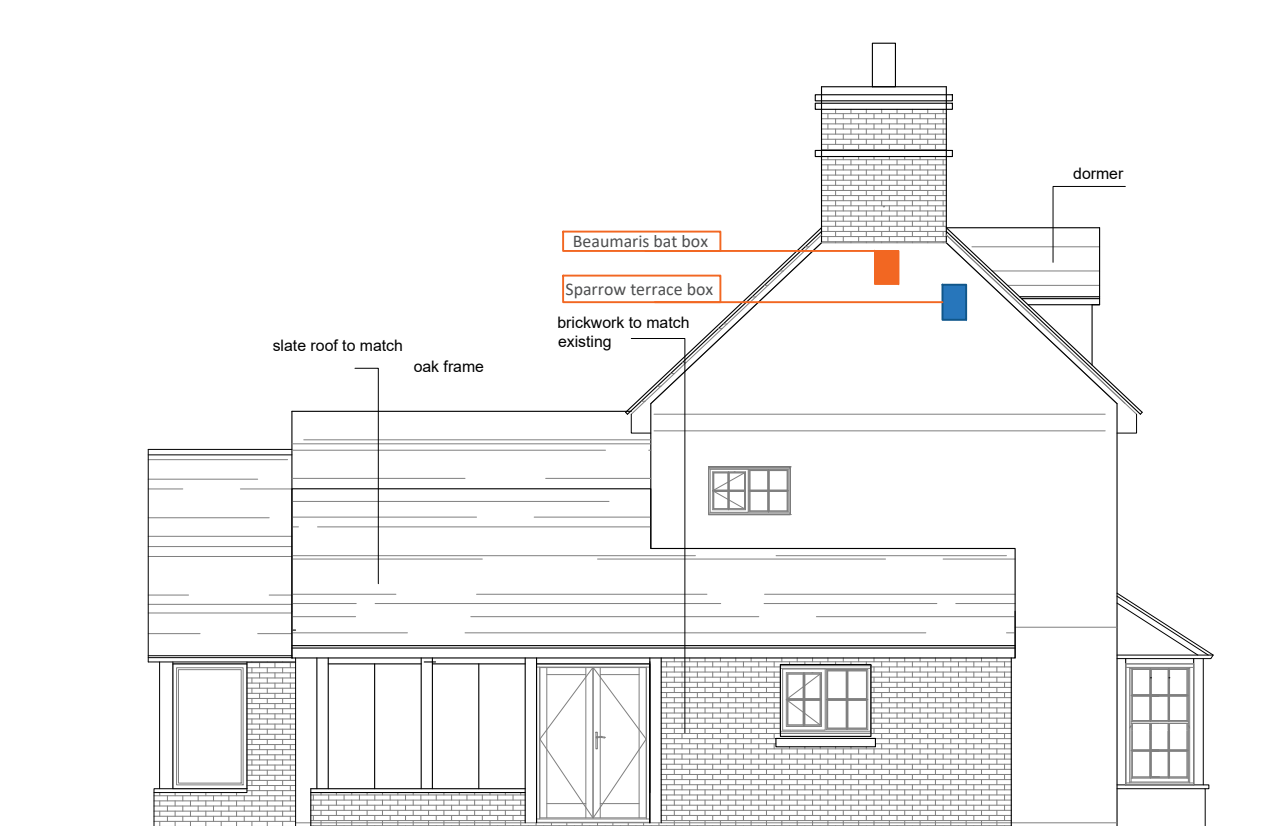 dormer
Beaumaris bat box
Sparrow terrace box
brickwork to match
existing
slate roof to match
oak frame